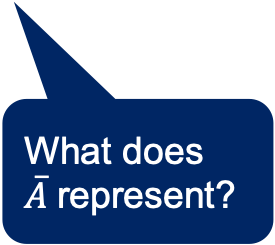 What does
Ā represent?